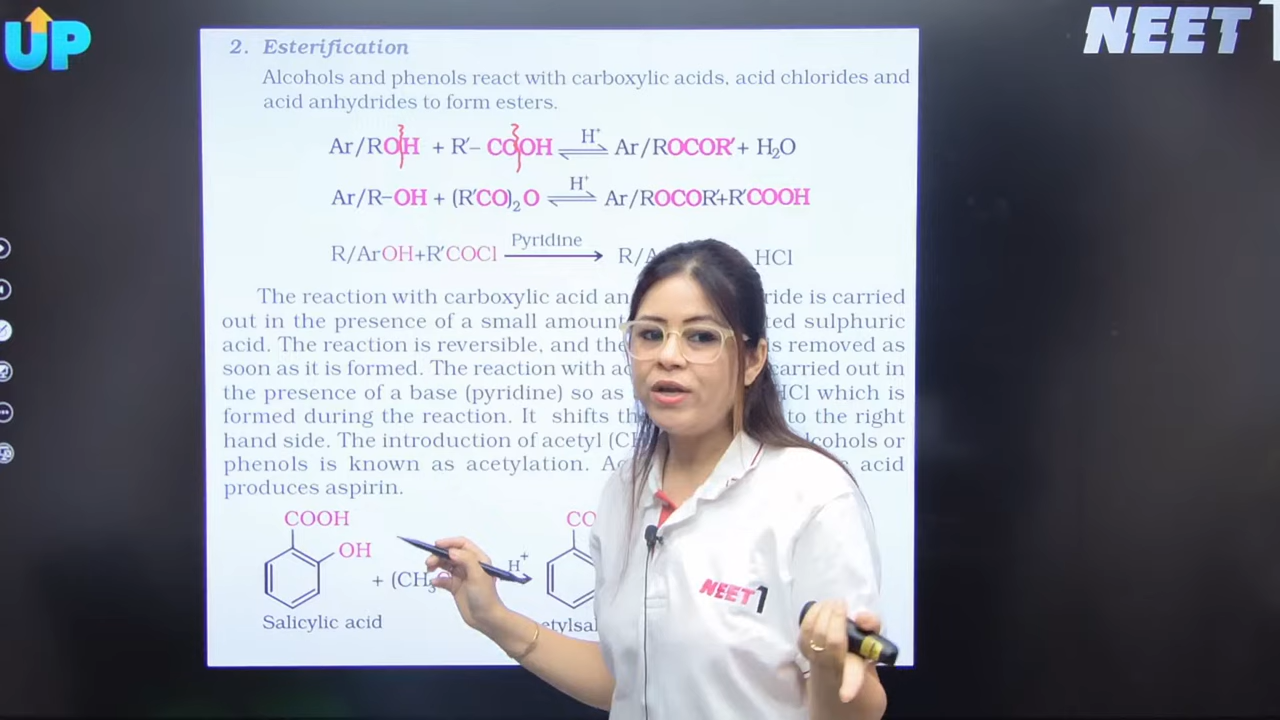 UP
NEET 1
2. Esterification
Alcohols and phenols react with carboxylic acids, acid chlorides and
acid anhydrides to form esters.
Ar/ROH + R′– COOH ⇌ H⁺ Ar/ROCOR′ + H₂O
Ar/R–OH + (R′CO)₂O ⇌ H⁺ Ar/ROCOR′+R′COOH
R/ArOH+R′COCl Pyridine → R/A HCl
The reaction with carboxylic acid an ride is carried
out in the presence of a small amount ted sulphuric
acid. The reaction is reversible, and the is removed as
soon as it is formed. The reaction with ac carried out in
the presence of a base (pyridine) so as HCl which is
formed during the reaction. It shifts th to the right
hand side. The introduction of acetyl (CH lcohols or
phenols is known as acetylation. Ac acid
produces aspirin.
COOH CO
OH
+ (CH₃ H⁺
Salicylic acid etylsal
NEET1